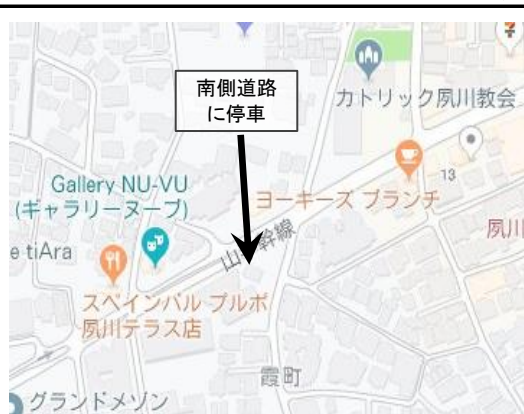 南側道路
に停車
カトリック夙川教会
13
Gallery NU-VU
(ギャラリーヌーブ)
ヨーキーズ ブランチ
夙川
山手幹線
e tiAra
スペインバル プルポ
夙川テラス店
霞町
グランドメゾン